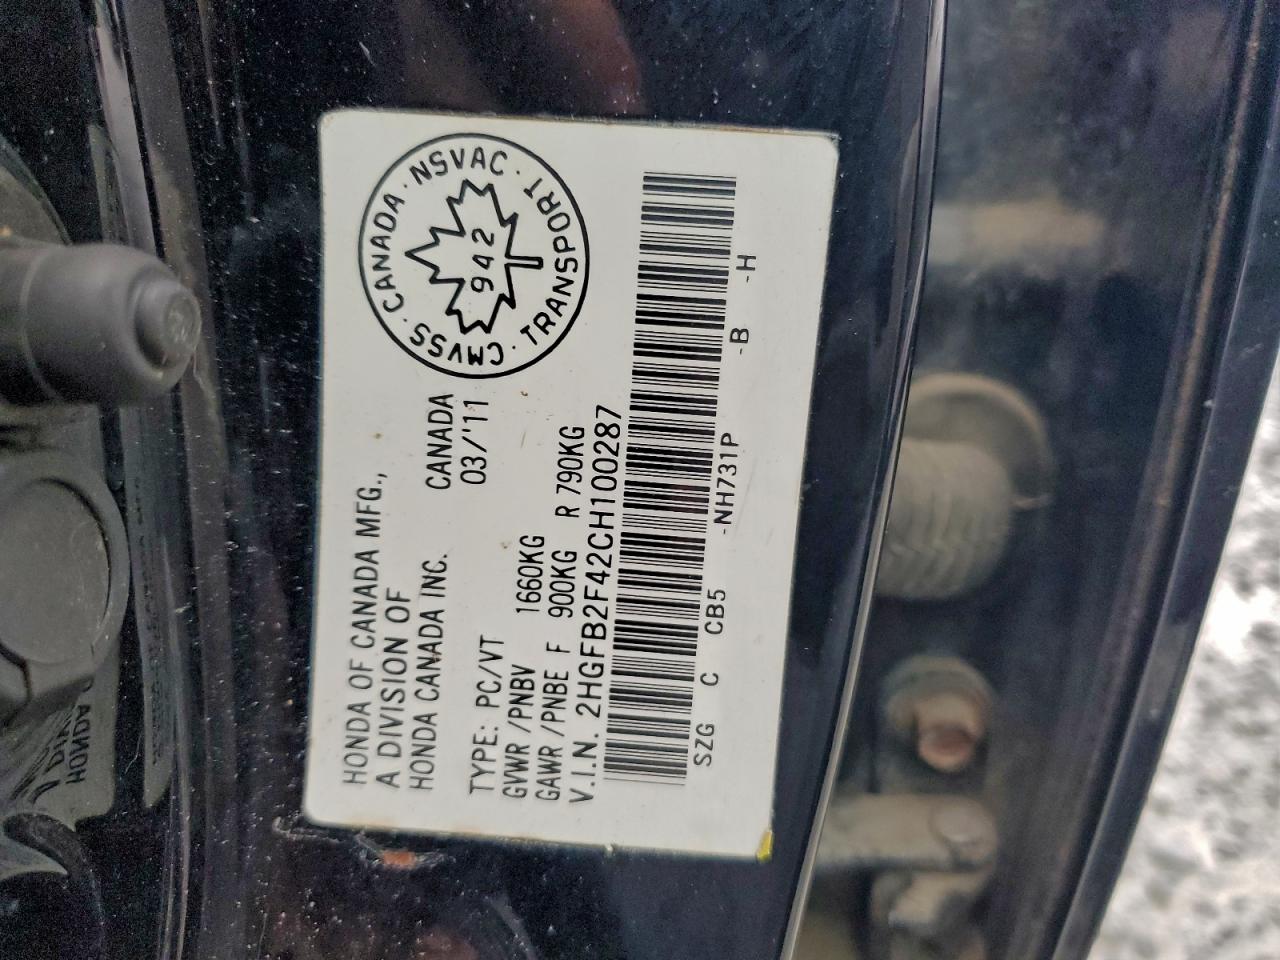 HONDA OF CANADA MFG.,
A DIVISION OF
HONDA CANADA INC.
CANADA
03/'11
TYPE: PC/VT
GVWR/PNBV 1660KG
GAWR/PNBE F 900KG R 790KG
V.I.N. 2HGFB2F42CH100287
SZG C CB5 -NH731P -B -H
CANADA · NSVAC · TRANSPORT · CMVSS ·
942
HONDA